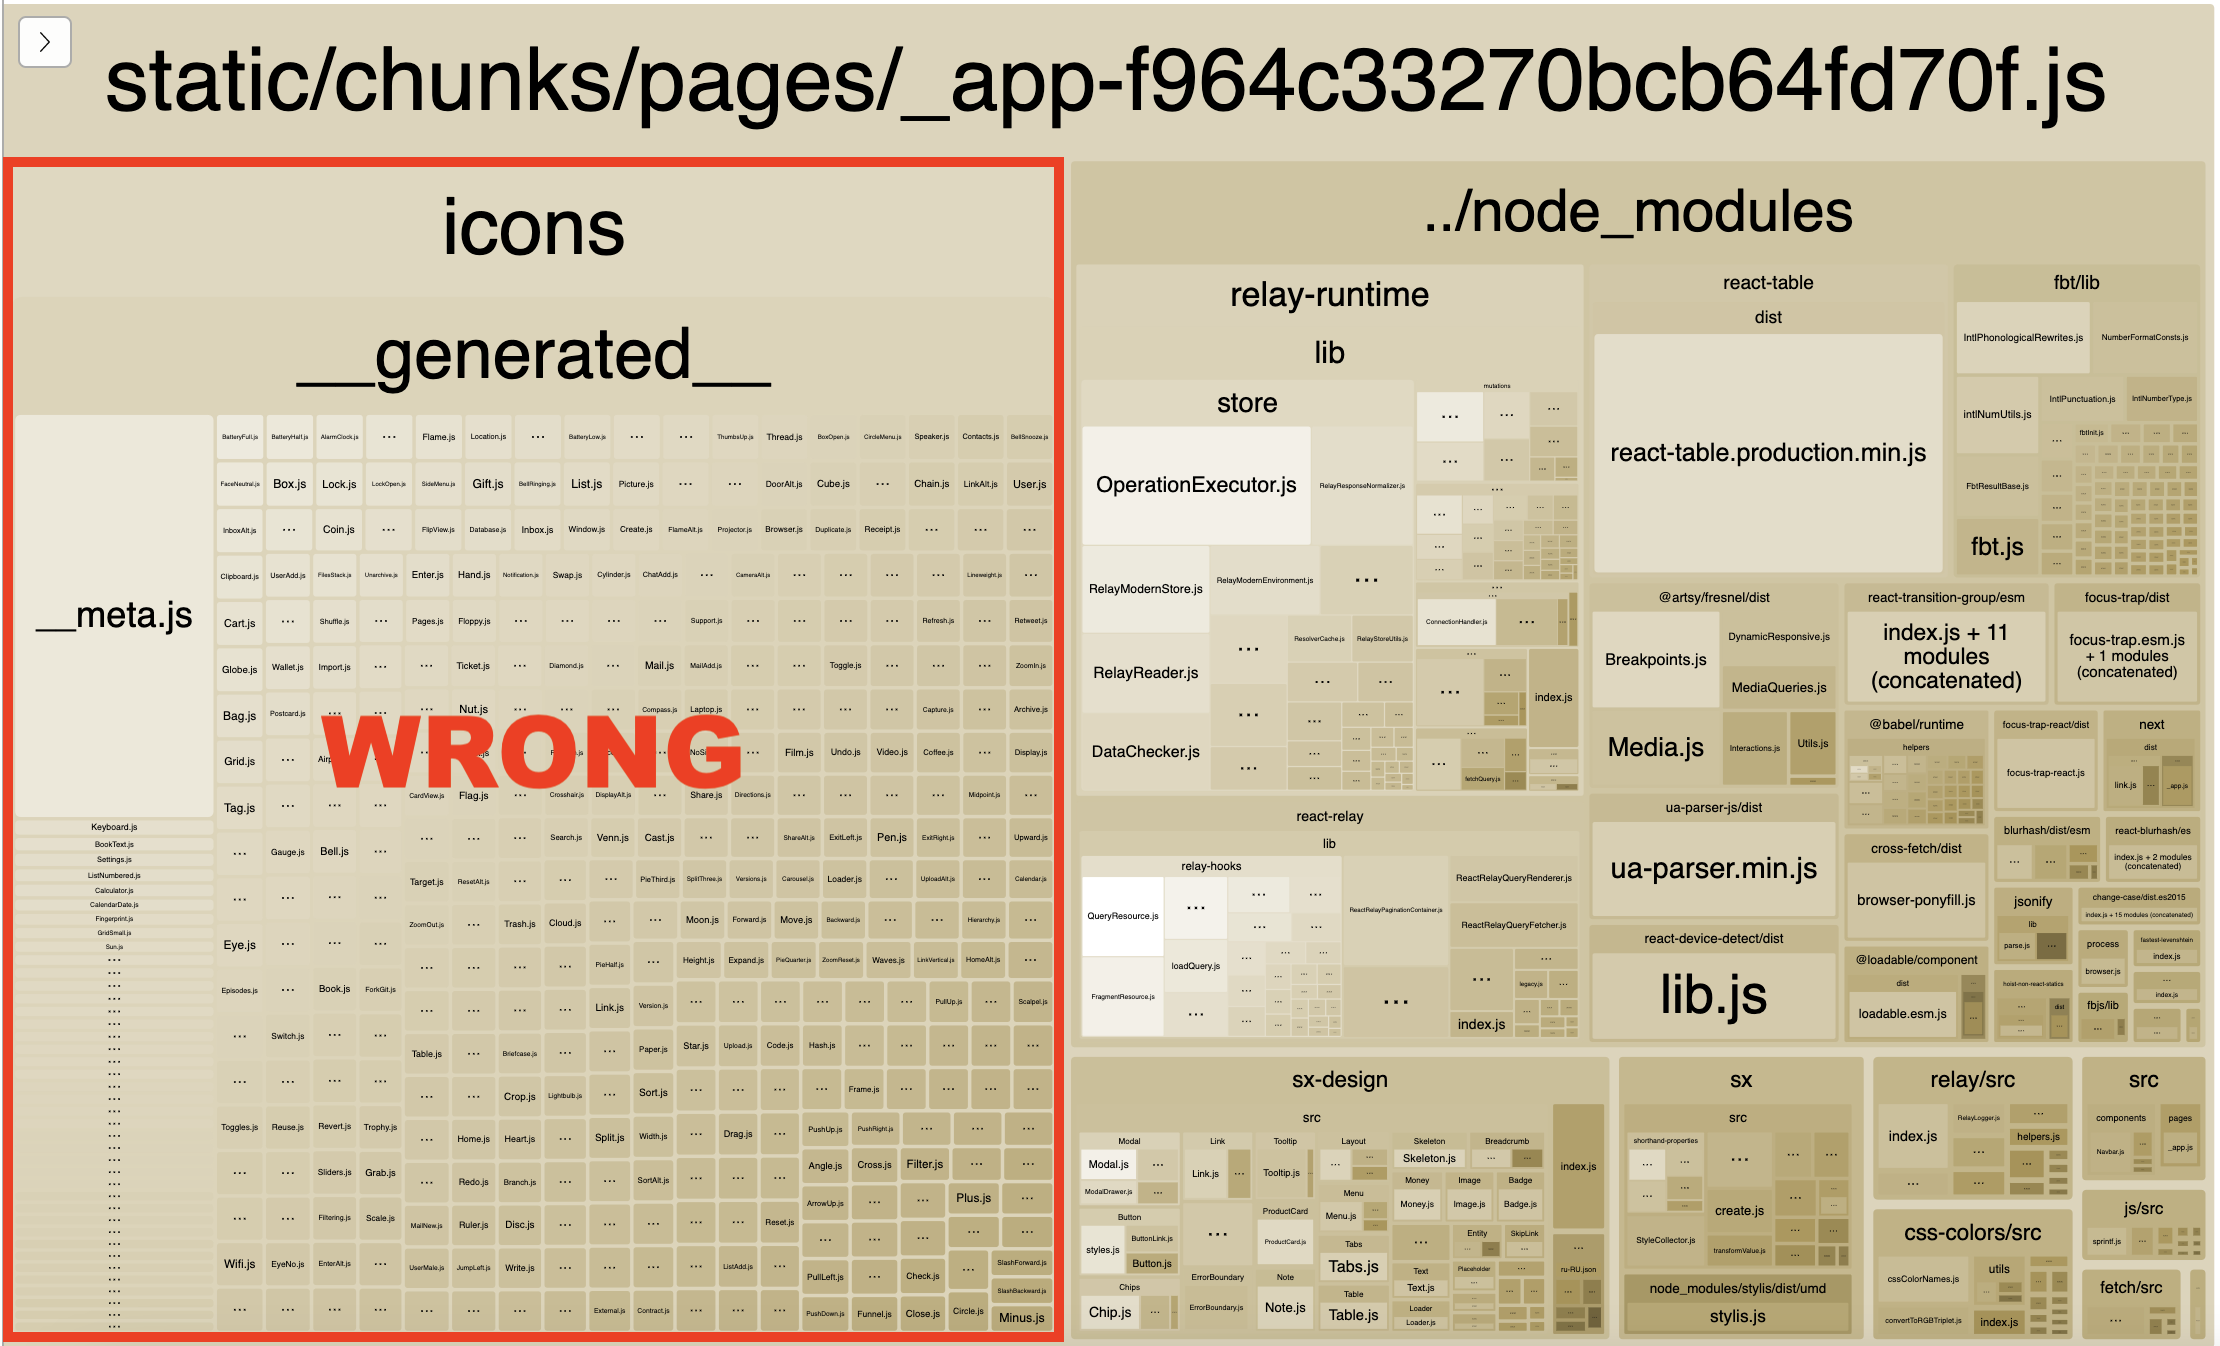 static/chunks/pages/_app-f964c33270bcb64fd70f.js
icons
__generated__
__meta.js
Keyboard.js
BookText.js
Settings.js
ListNumbered.js
Calculator.js
CalendarDate.js
Fingerprint.js
GridSmall.js
Sun.js
BatteryFull.js BatteryHalf.js AlarmClock.js ... Flame.js Location.js ... BatteryLow.js ... ... ThumbsUp.js Thread.js BoxOpen.js CircleMenu.js Speaker.js Contacts.js BellSnooze.js
FaceNeutral.js Box.js Lock.js LockOpen.js SideMenu.js Gift.js BellRinging.js List.js Picture.js ... ... DoorAlt.js Cube.js ... Chain.js LinkAlt.js User.js
InboxAlt.js ... Coin.js ... FlipView.js Database.js Inbox.js Window.js Create.js FlameAlt.js Projector.js Browser.js Duplicate.js Receipt.js ... ... ...
Clipboard.js UserAdd.js FilesStack.js Unarchive.js Enter.js Hand.js Notification.js Swap.js Cylinder.js ChatAdd.js ... CameraAlt.js ... ... ... ... Lineweight.js ...
Cart.js ... Shuffle.js ... Pages.js Floppy.js ... ... ... ... Support.js ... ... ... ... Refresh.js ... Retweet.js
Globe.js Wallet.js Import.js ... ... Ticket.js ... Diamond.js ... Mail.js MailAdd.js ... ... Toggle.js ... ... ... ZoomIn.js
Bag.js Postcard.js ... ... ... Nut.js ... Compass.js Laptop.js ... ... ... ... Capture.js ... Archive.js
WRONG
Grid.js ... Film.js Undo.js Video.js Coffee.js ... Display.js
Tag.js ... ... ... CardView.js Flag.js ... Crosshair.js DisplayAlt.js ... Share.js Directions.js ... ... ... ... Midpoint.js ...
... Gauge.js Bell.js ... ... ... ... Search.js Venn.js Cast.js ... ... ShareAlt.js ExitLeft.js Pen.js ExitRight.js ... Upward.js
Target.js ResetAlt.js ... ... ... PieThird.js SplitThree.js Versions.js Carousel.js Loader.js ... UploadAlt.js ... Calendar.js
ZoomOut.js ... Trash.js Cloud.js ... ... Moon.js Forward.js Move.js Backward.js ... ... Hierarchy.js ...
Eye.js ... ... ... ... ... ... ... PieHalf.js ... Height.js Expand.js PieQuarter.js ZoomReset.js Waves.js LinkVertical.js HomeAlt.js ...
Episodes.js ... Book.js ForkGit.js ... ... ... ... Link.js Version.js ... ... ... ... ... ... PullUp.js ... Scalpel.js
... Switch.js ... ... Table.js ... Briefcase.js ... ... Paper.js Star.js Upload.js Code.js Hash.js ... ... ... ... ...
... ... ... ... ... ... Crop.js Lightbulb.js ... Sort.js ... ... ... ... Frame.js ... ... ... ...
Toggles.js Reuse.js Revert.js Trophy.js ... Home.js Heart.js ... Split.js Width.js ... Drag.js ... PushUp.js PushRight.js ... ... ...
... ... Sliders.js Grab.js ... Redo.js Branch.js ... ... SortAlt.js ... ... ... Angle.js Cross.js Filter.js ... ...
... ... Filtering.js Scale.js MailNew.js Ruler.js Disc.js ... ... ... ... ... Reset.js ArrowUp.js ... ... Plus.js ...
Wifi.js EyeNo.js EnterAlt.js ... UserMale.js JumpLeft.js Write.js ... ... ... ... ListAdd.js ... PullLeft.js ... Check.js ... SlashForward.js
SlashBackward.js
... ... ... ... ... ... ... ... External.js Contract.js ... ... ... PushDown.js Funnel.js Close.js Circle.js Minus.js
../node_modules
relay-runtime
lib
store
OperationExecutor.js
RelayResponseNormalizer.js
RelayModernStore.js
RelayModernEnvironment.js
RelayReader.js
ResolverCache.js
RelayStoreUtils.js
DataChecker.js
mutations
ConnectionHandler.js
index.js
fetchQuery.js
react-relay
lib
relay-hooks
QueryResource.js
loadQuery.js
FragmentResource.js
ReactRelayPaginationContainer.js
ReactRelayQueryRenderer.js
ReactRelayQueryFetcher.js
legacy.js
index.js
react-table
dist
react-table.production.min.js
fbt/lib
IntlPhonologicalRewrites.js
NumberFormatConsts.js
intlNumUtils.js
IntlPunctuation.js
IntlNumberType.js
fbtInit.js
FbtResultBase.js
fbt.js
@artsy/fresnel/dist
Breakpoints.js
DynamicResponsive.js
MediaQueries.js
Media.js
Interactions.js
Utils.js
react-transition-group/esm
index.js + 11
modules
(concatenated)
focus-trap/dist
focus-trap.esm.js
+ 1 modules
(concatenated)
@babel/runtime
helpers
focus-trap-react/dist
focus-trap-react.js
next
dist
link.js
_app.js
ua-parser-js/dist
ua-parser.min.js
cross-fetch/dist
browser-ponyfill.js
blurhash/dist/esm
react-blurhash/es
index.js + 2 modules
(concatenated)
jsonify
lib
parse.js
change-case/dist.es2015
index.js + 15 modules (concatenated)
process
browser.js
fastest-levenshtein
index.js
react-device-detect/dist
lib.js
@loadable/component
dist
loadable.esm.js
hoist-non-react-statics
dist
fbjs/lib
index.js
sx-design
src
Modal
Modal.js
ModalDrawer.js
Button
styles.js
ButtonLink.js
Button.js
Chips
Chip.js
Link
Link.js
ErrorBoundary
ErrorBoundary.js
Tooltip
Tooltip.js
ProductCard
ProductCard.js
Note
Note.js
Layout
Menu
Menu.js
Tabs
Tabs.js
Table
Table.js
Skeleton
Skeleton.js
Money
Money.js
Text
Text.js
Loader
Loader.js
Breadcrumb
Image
Image.js
Badge
Badge.js
Entity
SkipLink
Placeholder
index.js
ru-RU.json
sx
src
shorthand-properties
StyleCollector.js
create.js
transformValue.js
node_modules/stylis/dist/umd
stylis.js
relay/src
index.js
RelayLogger.js
helpers.js
css-colors/src
cssColorNames.js
utils
convertToRGBTriplet.js
index.js
src
components
Navbar.js
pages
_app.js
js/src
sprintf.js
fetch/src